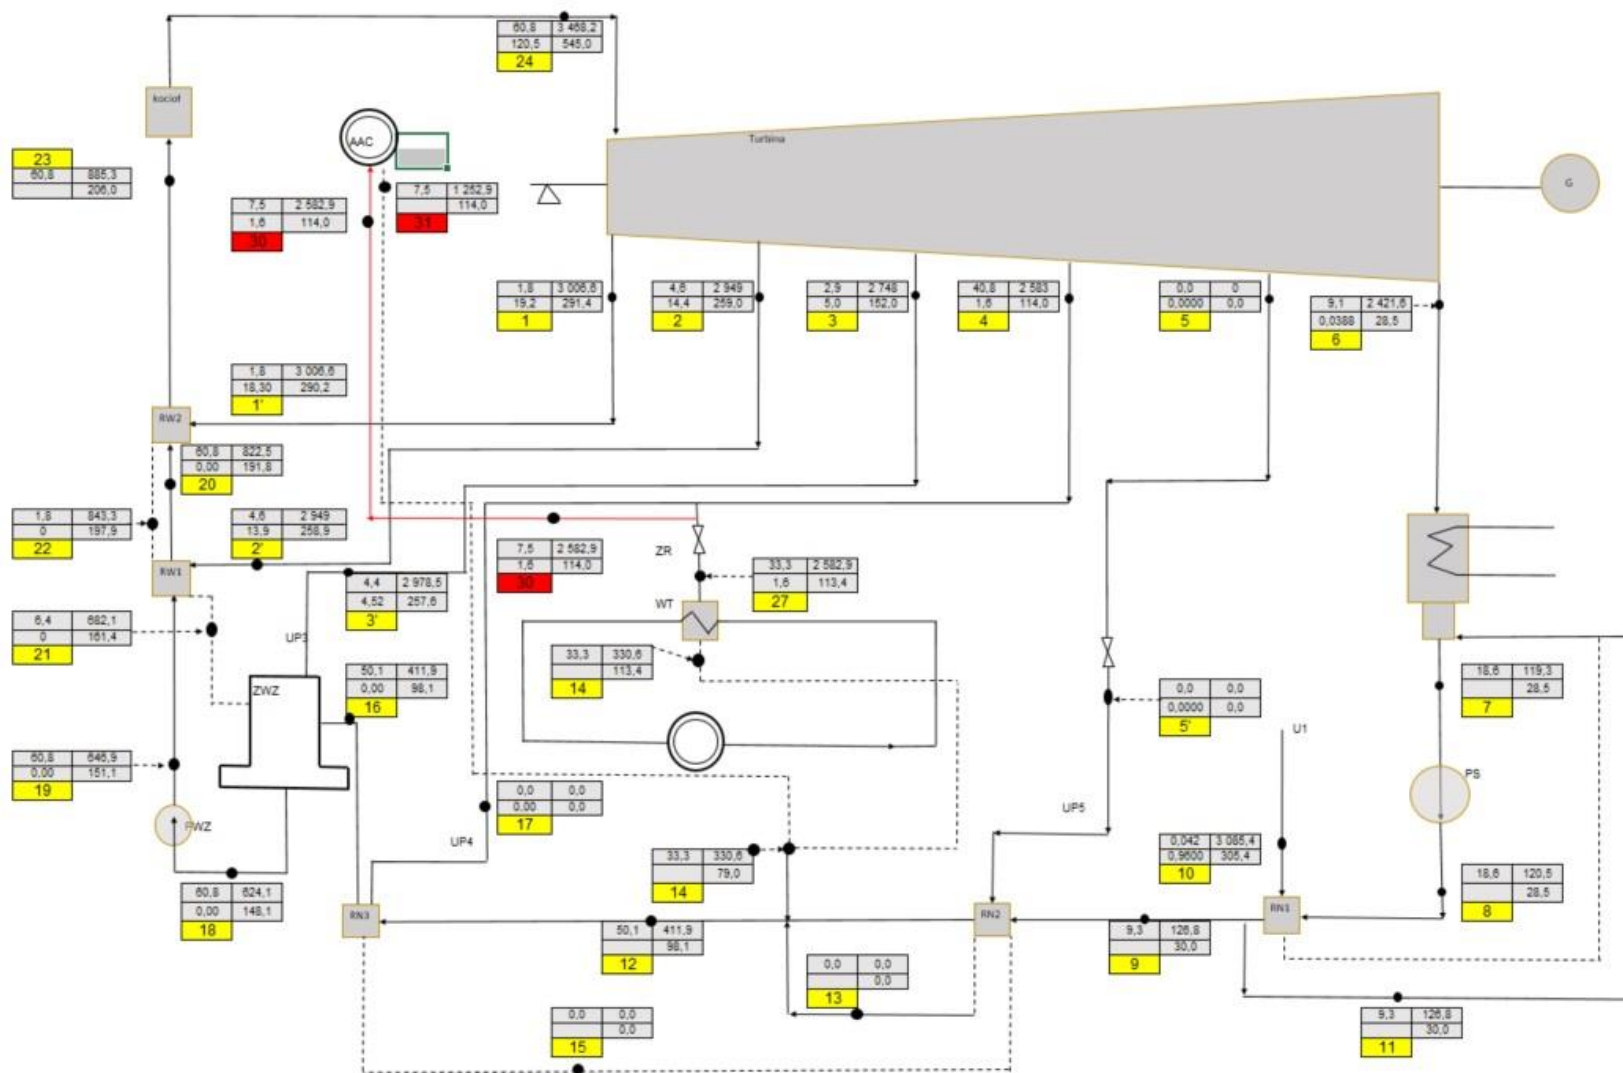 60,8 3 468,2
120,5 545,0
24
kocioł
AAC
Turbina
G
23
60,8 885,3
206,0
7,5 2 582,9
1,6 114,0
30
7,5 1 252,9
114,0
31
1,8 3 006,6
19,2 291,4
1
4,6 2 949
14,4 259,0
2
2,9 2 748
5,0 152,0
3
40,8 2 583
1,6 114,0
4
0,0 0
0,0000 0,0
5
9,1 2 421,6
0,0388 28,5
6
1,8 3 006,6
18,30 290,2
1'
RW2
60,8 822,5
0,00 191,8
20
1,8 843,3
0 197,9
22
4,6 2 949
13,9 258,9
2'
RW1
7,5 2 582,9
1,6 114,0
30
ZR
33,3 2 582,9
1,6 113,4
27
4,4 2 978,5
4,52 257,6
3'
WT
6,4 682,1
0 161,4
21
UP3
33,3 330,6
113,4
14
50,1 411,9
0,00 98,1
16
ZWZ
18,6 119,3
28,5
7
0,0 0,0
0,0000 0,0
5'
U1
60,8 646,9
0,00 151,1
19
PS
0,0 0,0
0,00 0,0
17
UP5
PWZ
UP4
0,042 3 085,4
0,9600 305,4
10
33,3 330,6
79,0
14
18,6 120,5
28,5
8
60,8 624,1
0,00 148,1
18
RN3
RN2
RN1
50,1 411,9
98,1
12
9,3 126,8
30,0
9
0,0 0,0
0,0
13
0,0 0,0
0,0
15
9,3 126,8
30,0
11